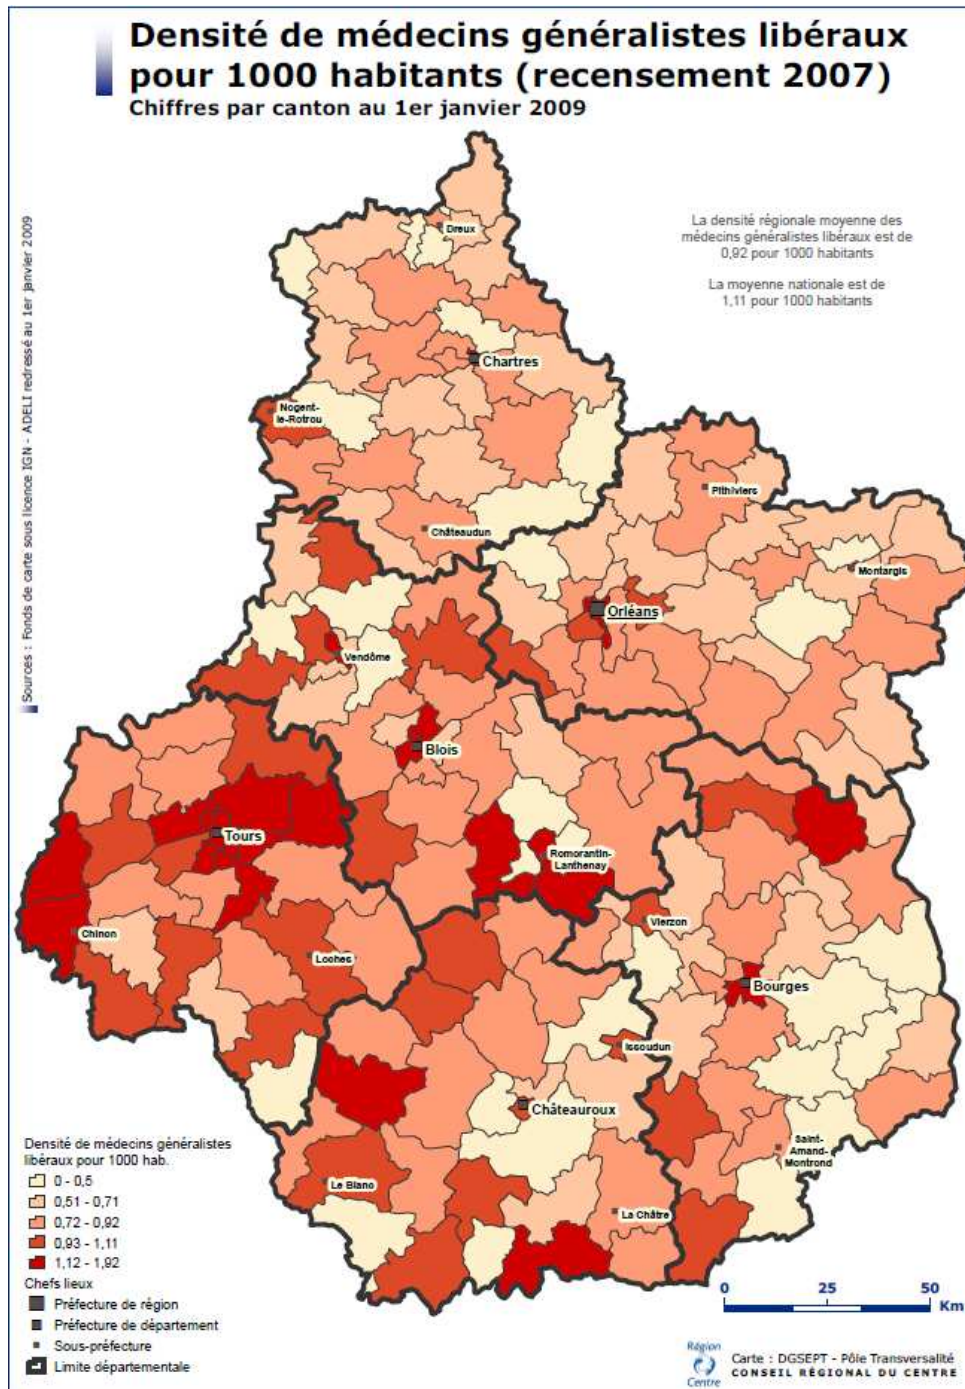 Densité de médecins généralistes libéraux
pour 1000 habitants (recensement 2007)
Chiffres par canton au 1er janvier 2009
La densité régionale moyenne des
médecins généralistes libéraux est de
0,92 pour 1000 habitants
La moyenne nationale est de
1,11 pour 1000 habitants
Sources : Fonds de carte sous licence IGN - ADELI redressé au 1er janvier 2009
Dreux
Chartres
Nogent-
le-Rotrou
Pithiviers
Châteaudun
Montargis
Orléans
Vendôme
Blois
Tours
Romorantin-
Lanthenay
Vierzon
Chinon
Loches
Bourges
Issoudun
Châteauroux
Saint-
Amand-
Montrond
Le Blanc
La Châtre
Densité de médecins généralistes
libéraux pour 1000 hab.
0 - 0,5
0,51 - 0,71
0,72 - 0,92
0,93 - 1,11
1,12 - 1,92
Chefs lieux
Préfecture de région
Préfecture de département
Sous-préfecture
Limite départementale
0 25 50
Km
Région
Centre
Carte : DGSEPT - Pôle Transversalité
CONSEIL RÉGIONAL DU CENTRE